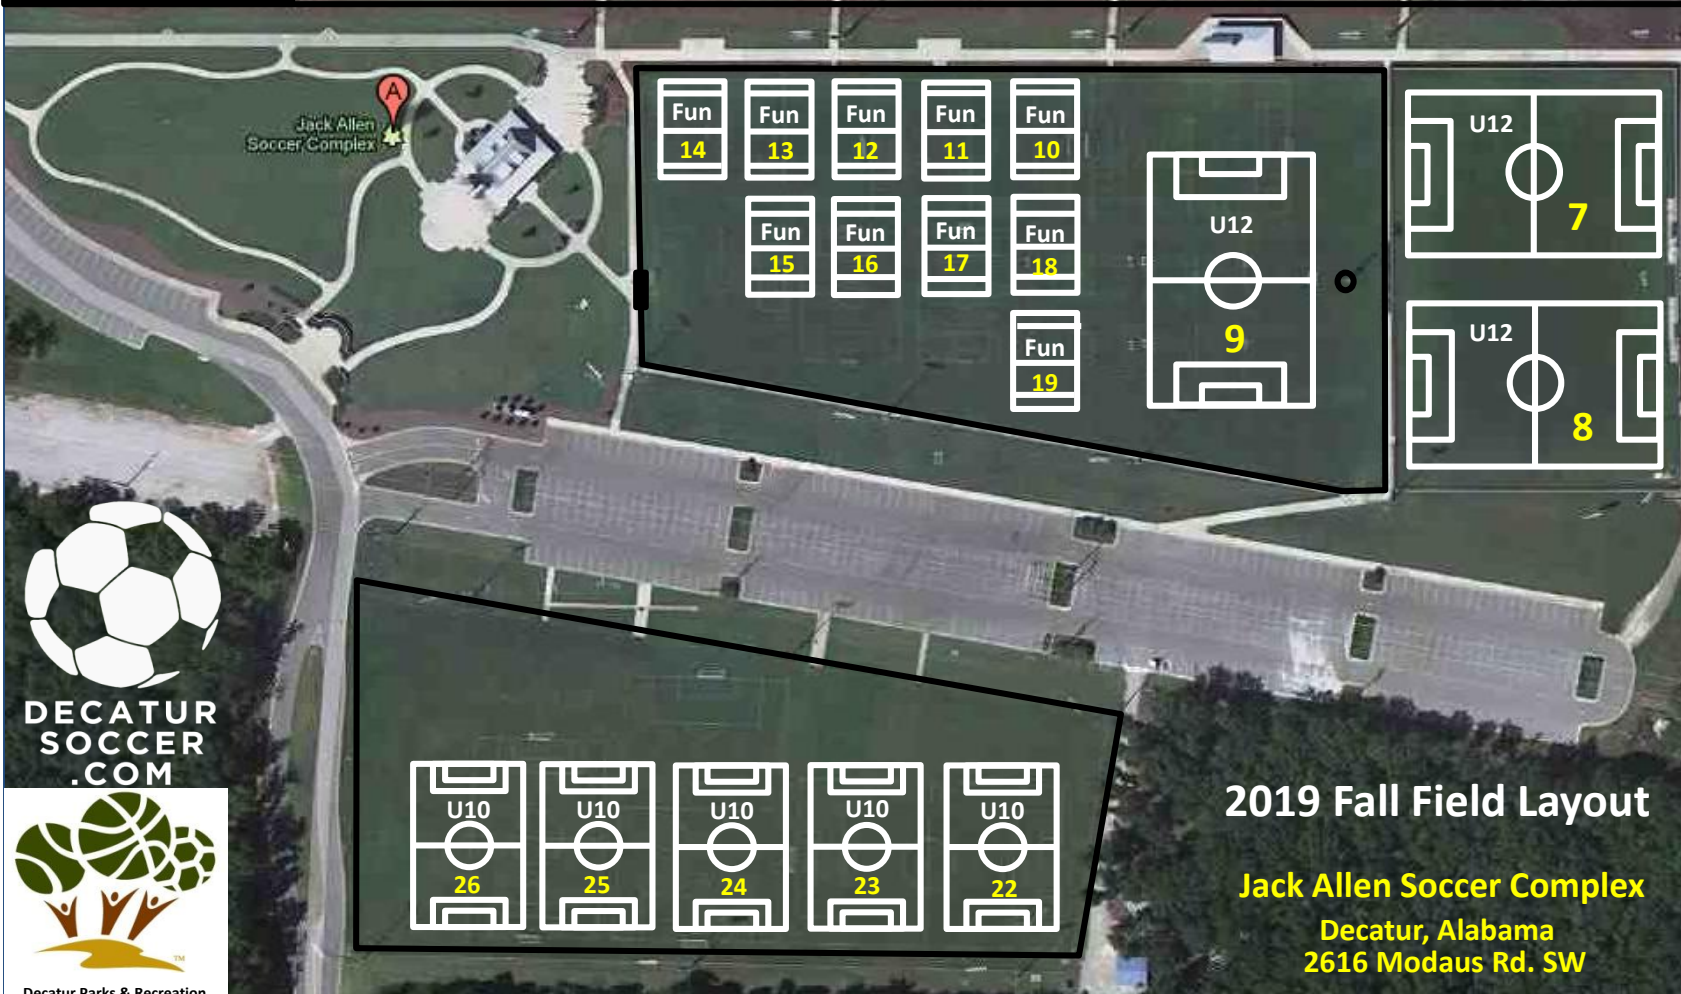 A
Jack Allen
Soccer Complex
Fun
14
Fun
13
Fun
12
Fun
11
Fun
10
Fun
15
Fun
16
Fun
17
Fun
18
Fun
19
U12
9
U12
7
U12
8
DECATUR
SOCCER
.COM
U10
26
U10
25
U10
24
U10
23
U10
22
2019 Fall Field Layout
Jack Allen Soccer Complex
Decatur, Alabama
2616 Modaus Rd. SW
TM
Decatur Parks & Recreation